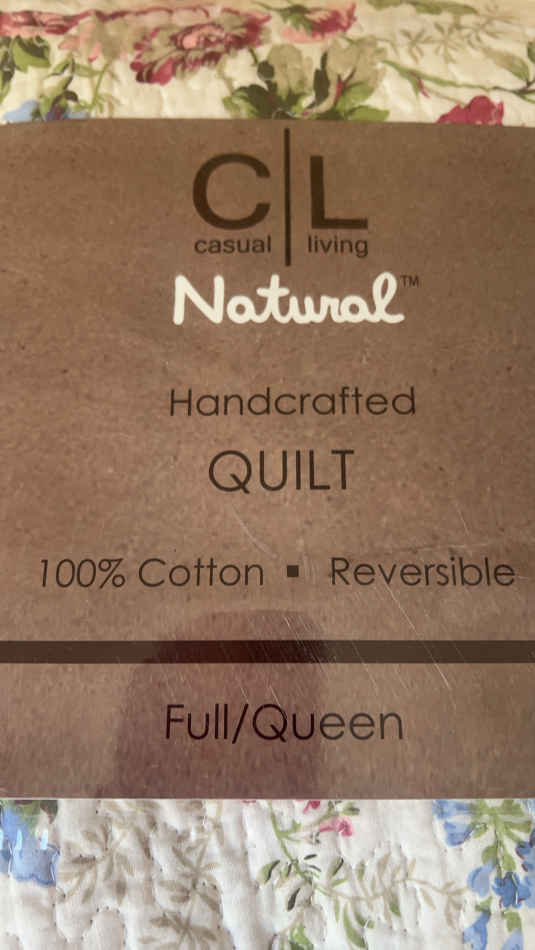 C|L
casual living
Natural™
Handcrafted
QUILT
100% Cotton ▪ Reversible
Full/Queen